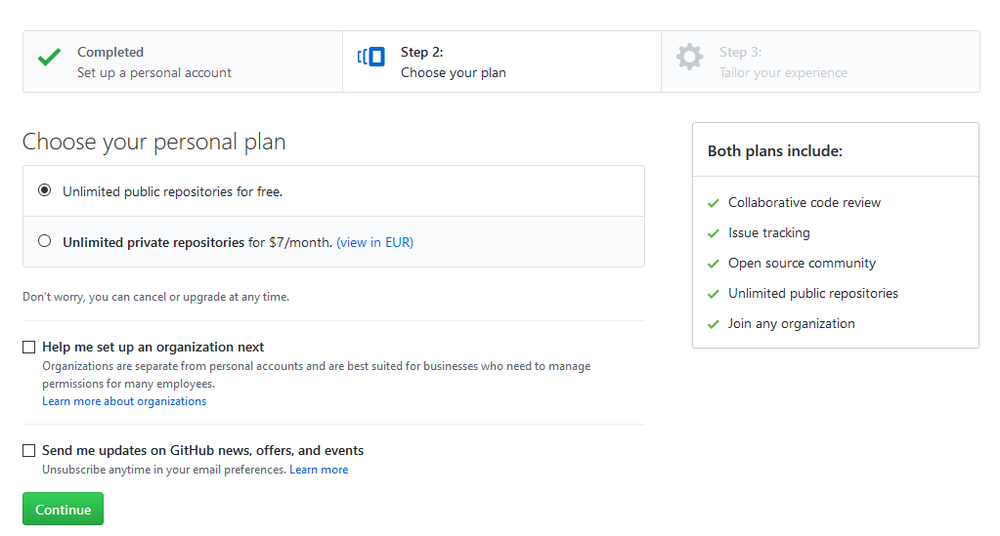 Completed
Set up a personal account
Step 2:
Choose your plan
Step 3:
Tailor your experience
Choose your personal plan
Unlimited public repositories for free.
Unlimited private repositories for $7/month. (view in EUR)
Don't worry, you can cancel or upgrade at any time.
Help me set up an organization next
Organizations are separate from personal accounts and are best suited for businesses who need to manage
permissions for many employees.
Learn more about organizations
Send me updates on GitHub news, offers, and events
Unsubscribe anytime in your email preferences. Learn more
Continue
Both plans include:
Collaborative code review
Issue tracking
Open source community
Unlimited public repositories
Join any organization